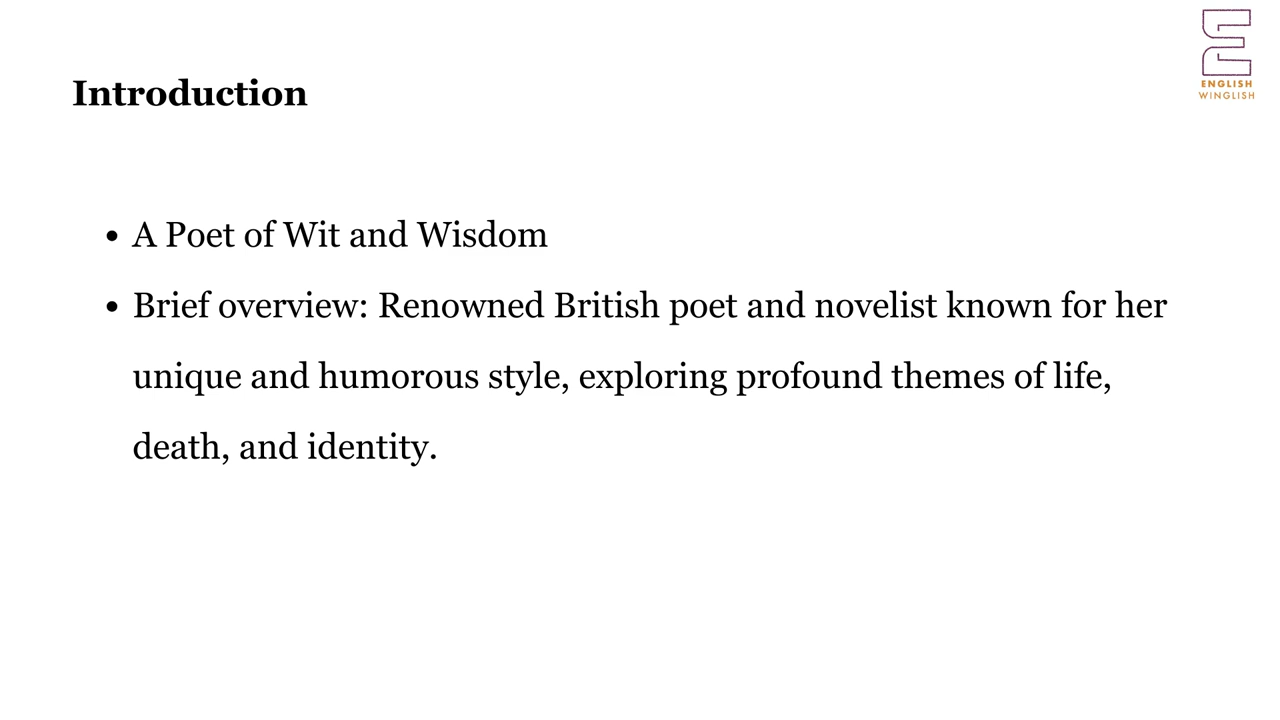 ENGLISH
WINGLISH
Introduction
• A Poet of Wit and Wisdom
• Brief overview: Renowned British poet and novelist known for her
unique and humorous style, exploring profound themes of life,
death, and identity.